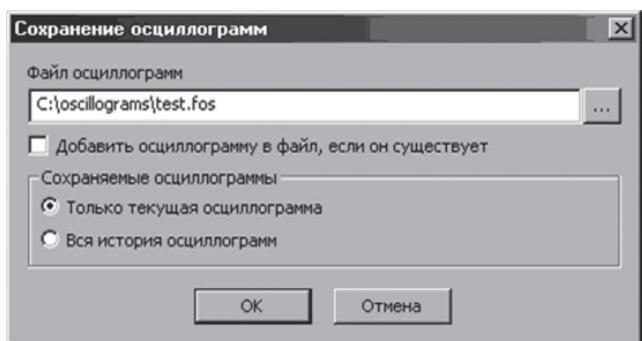 Сохранение осциллограмм
Файл осциллограмм
C:\oscillograms\test.fos
...
Добавить осциллограмму в файл, если он существует
Сохраняемые осциллограммы
Только текущая осциллограмма
Вся история осциллограмм
OK
Отмена